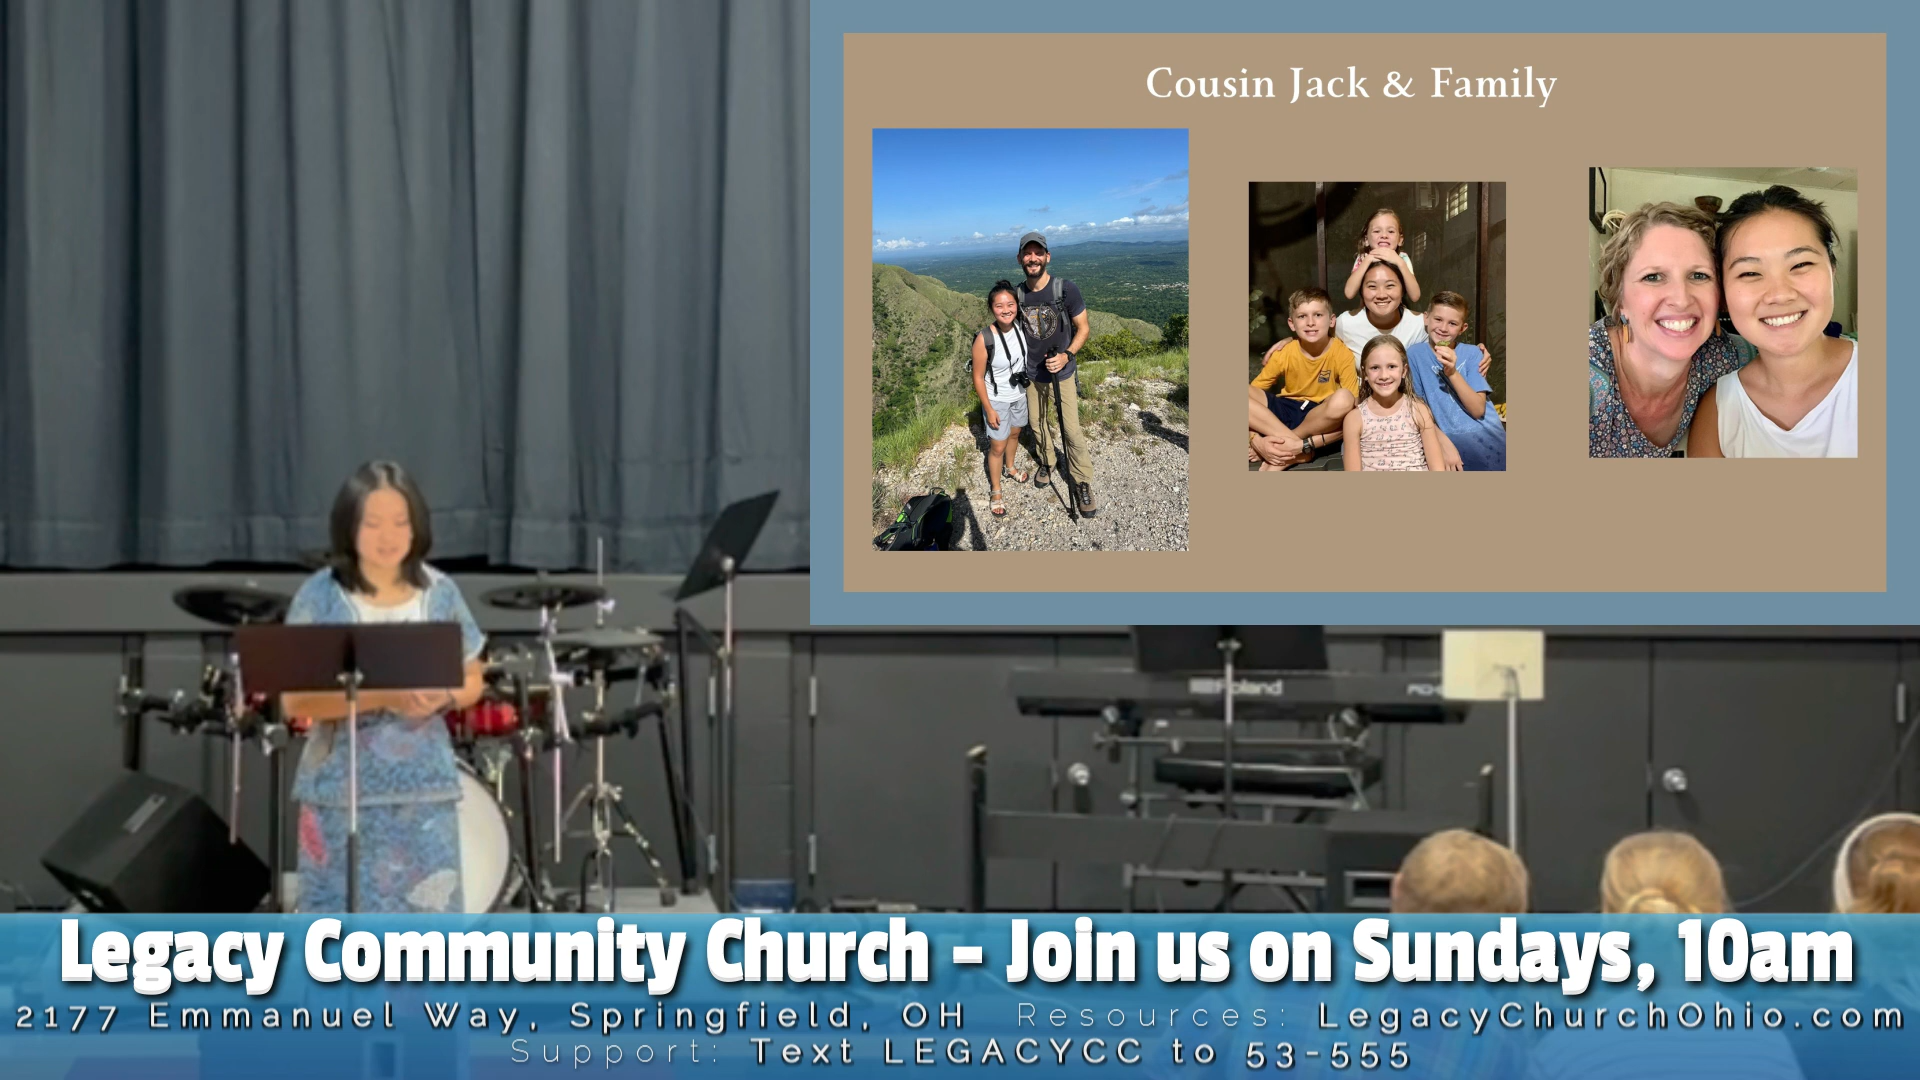 Cousin Jack & Family
Roland
Legacy Community Church - Join us on Sundays, 10am
2177 Emmanuel Way, Springfield, OH Resources: LegacyChurchOhio.com
Support: Text LEGACYCC to 53-555